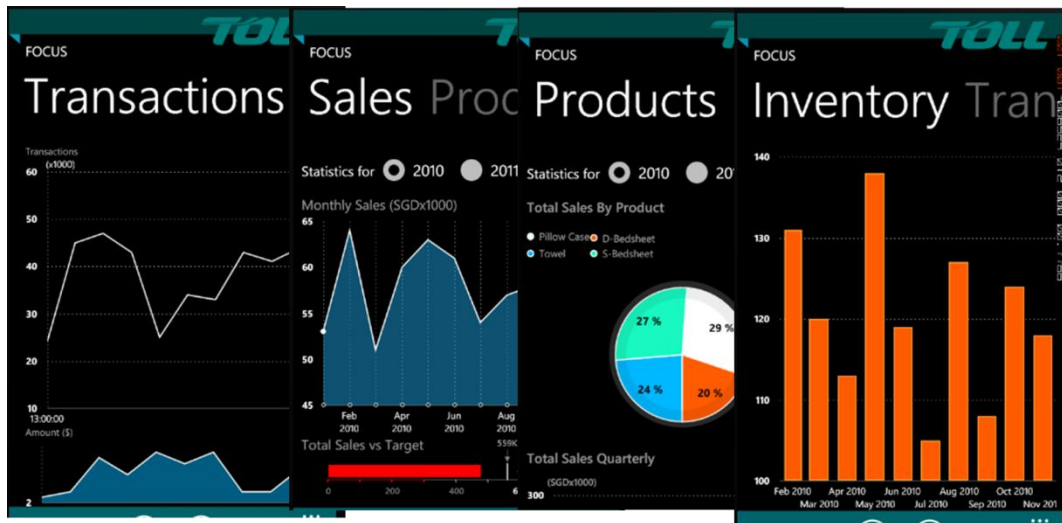 TOLL
FOCUS
Transactions
Transactions
(x1000)
60
50
40
30
20
10
13:00:00
Amount ($)
2
FOCUS
Sales Prod
Statistics for 2010 2011
Monthly Sales (SGDx1000)
65
60
55
50
45
Feb 2010
Apr 2010
Jun 2010
Aug 2010
Total Sales vs Target
559K
0 200 400 6
FOCUS
Products
Statistics for 2010 20
Total Sales By Product
Pillow Case D-Bedsheet
Towel S-Bedsheet
27 % 29 %
24 % 20 %
Total Sales Quarterly
(SGDx1000)
300
TOLL
FOCUS
Inventory Tran
140
130
120
110
100
Feb 2010 Apr 2010 Jun 2010 Aug 2010 Oct 2010
Mar 2010 May 2010 Jul 2010 Sep 2010 Nov 201